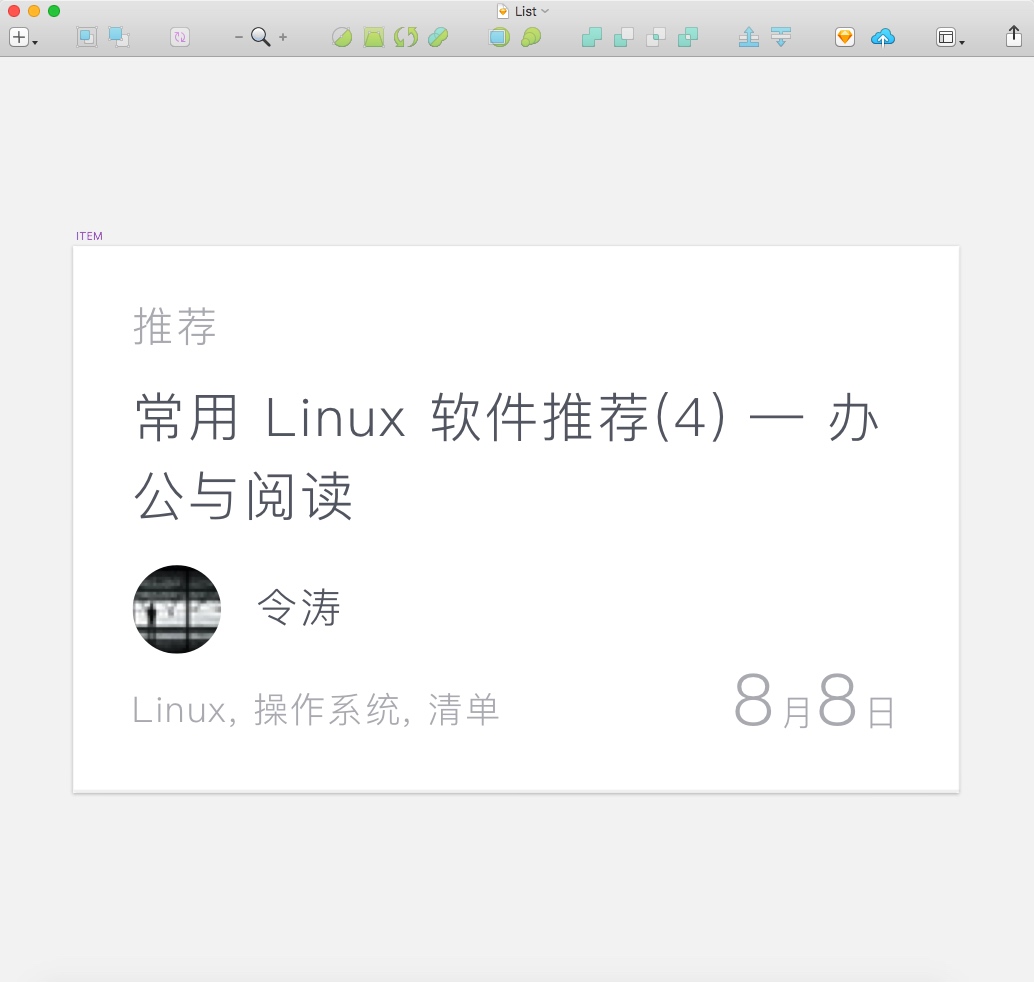 List
ITEM
推荐
常用 Linux 软件推荐(4) — 办
公与阅读
令涛
Linux, 操作系统, 清单
8月8日